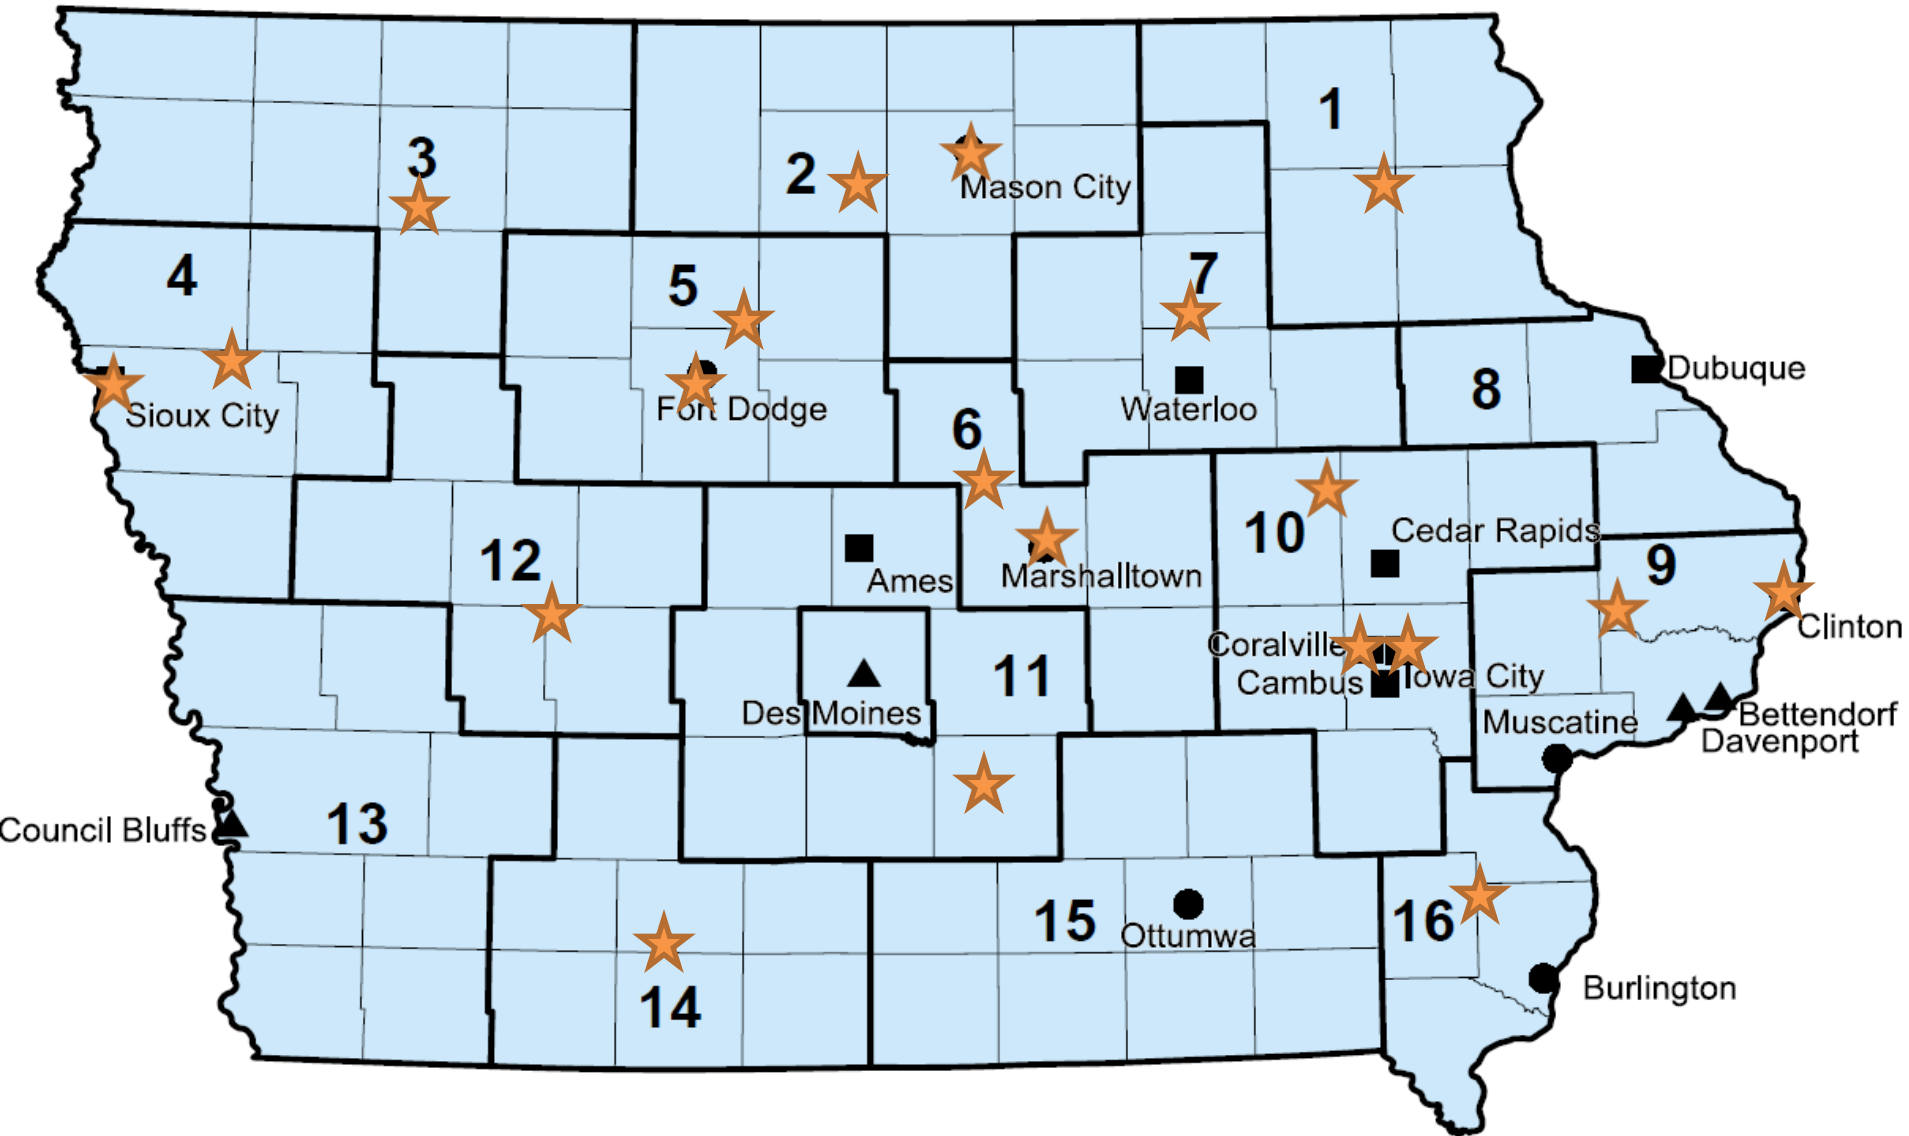 1
3
2
Mason City
4
5
7
8
Dubuque
Sioux City
Fort Dodge
6
Waterloo
10
Cedar Rapids
12
Ames
Marshalltown
9
Clinton
Coralville
Iowa City
Cambus
11
Des Moines
Muscatine
Bettendorf
Davenport
Council Bluffs
13
15
Ottumwa
16
14
Burlington